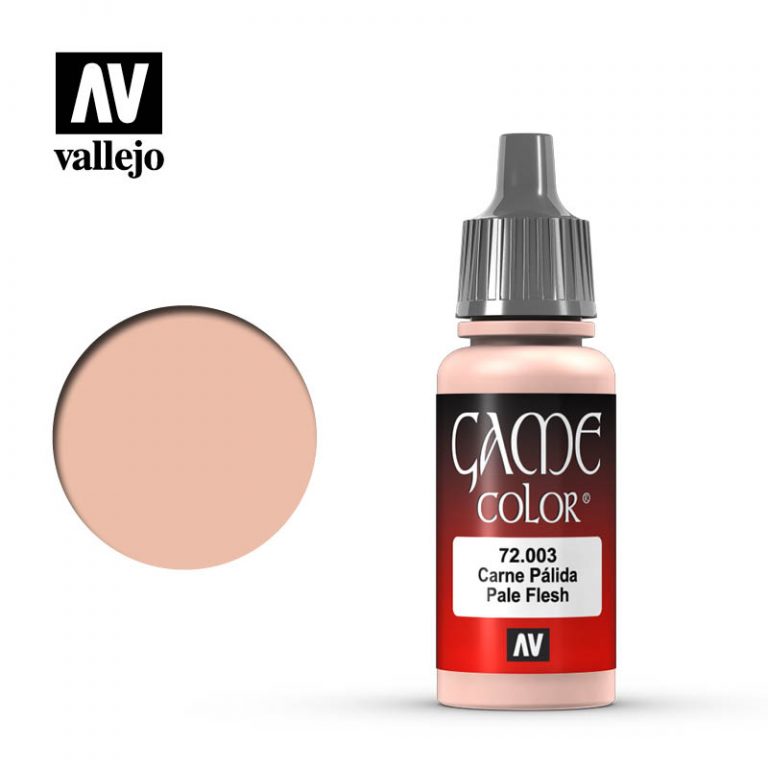 AV
vallejo
GAME
COLOR®
72.003
Carne Pálida
Pale Flesh
AV